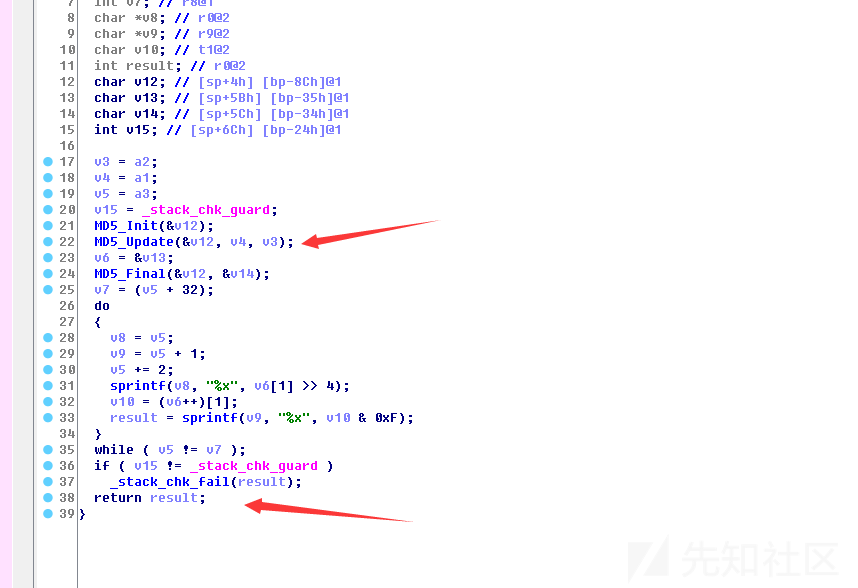 7 int v7; // r8@1
8 char *v8; // r0@2
9 char *v9; // r9@2
10 char v10; // t1@2
11 int result; // r0@2
12 char v12; // [sp+4h] [bp-8Ch]@1
13 char v13; // [sp+5Bh] [bp-35h]@1
14 char v14; // [sp+5Ch] [bp-34h]@1
15 int v15; // [sp+6Ch] [bp-24h]@1
16
17 v3 = a2;
18 v4 = a1;
19 v5 = a3;
20 v15 = _stack_chk_guard;
21 MD5_Init(&v12);
22 MD5_Update(&v12, v4, v3);
23 v6 = &v13;
24 MD5_Final(&v12, &v14);
25 v7 = (v5 + 32);
26 do
27 {
28 v8 = v5;
29 v9 = v5 + 1;
30 v5 += 2;
31 sprintf(v8, "%x", v6[1] >> 4);
32 v10 = (v6++)[1];
33 result = sprintf(v9, "%x", v10 & 0xF);
34 }
35 while ( v5 != v7 );
36 if ( v15 != _stack_chk_guard )
37 _stack_chk_fail(result);
38 return result;
39 }
先知社区